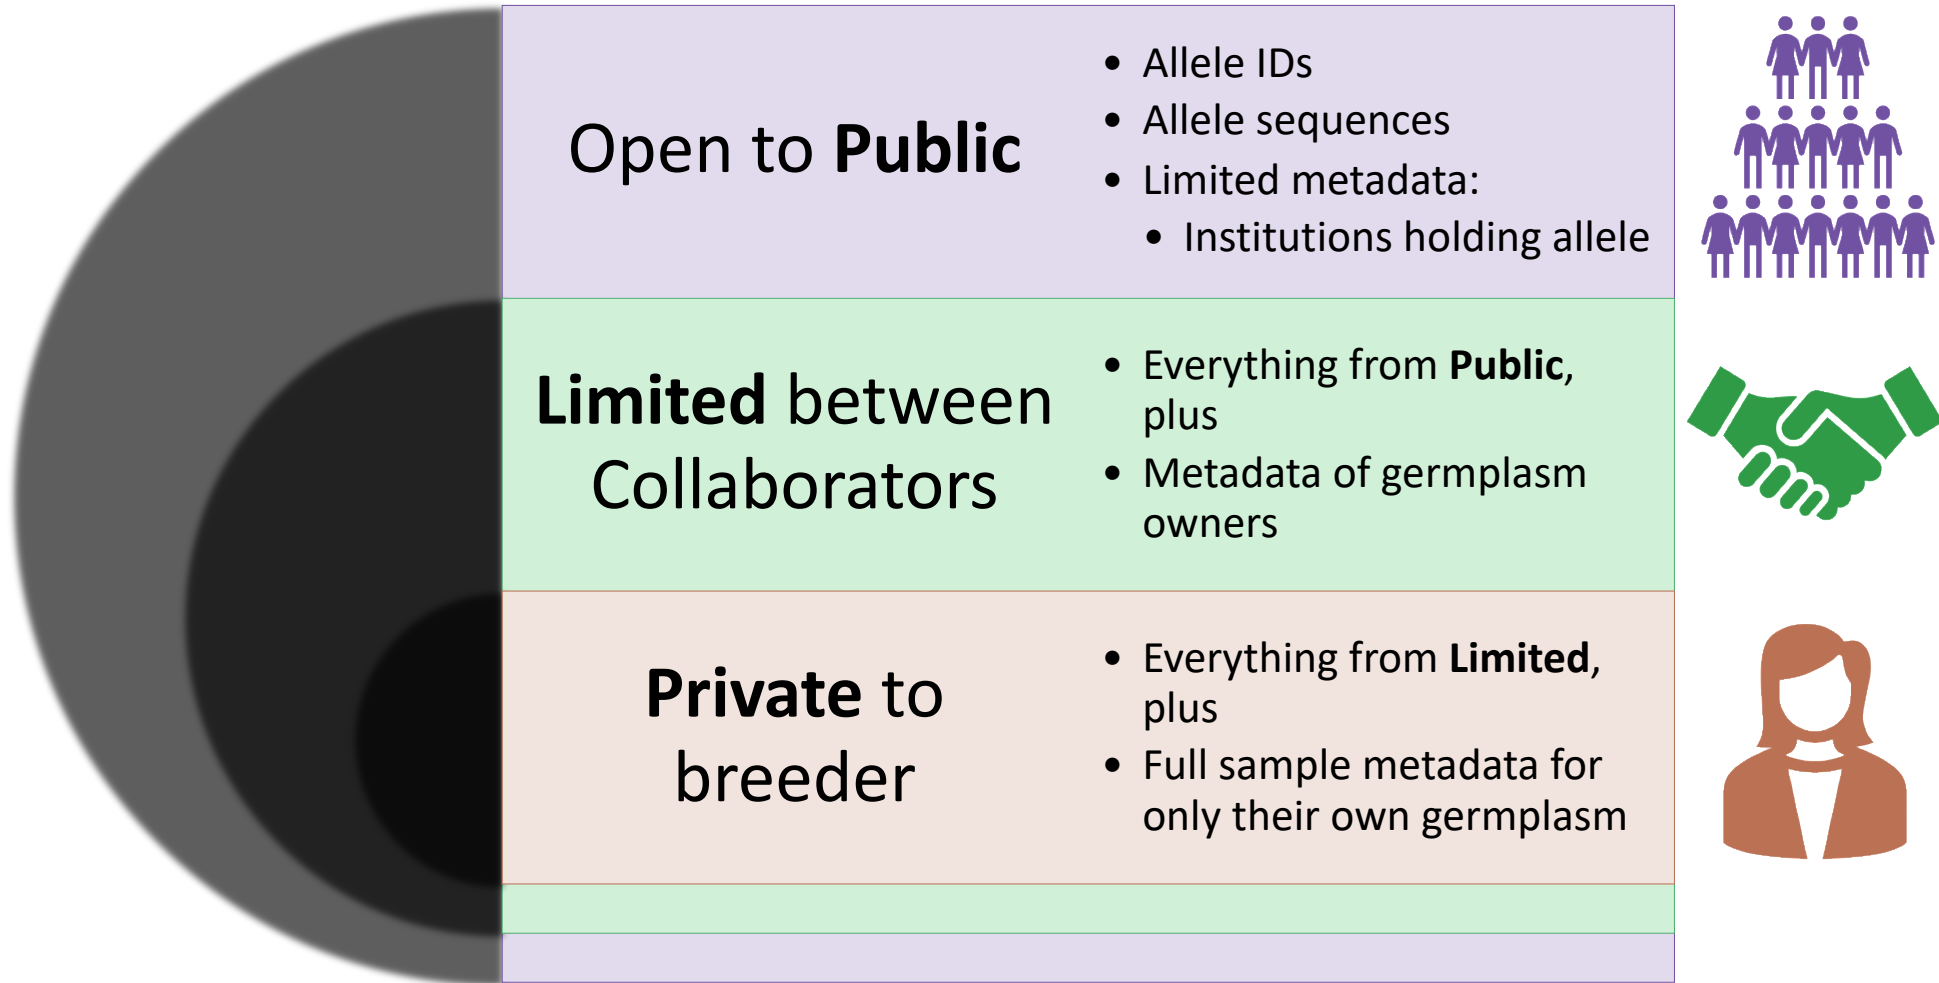 Open to Public
• Allele IDs
• Allele sequences
• Limited metadata:
• Institutions holding allele
Limited between
Collaborators
• Everything from Public,
plus
• Metadata of germplasm
owners
Private to
breeder
• Everything from Limited,
plus
• Full sample metadata for
only their own germplasm